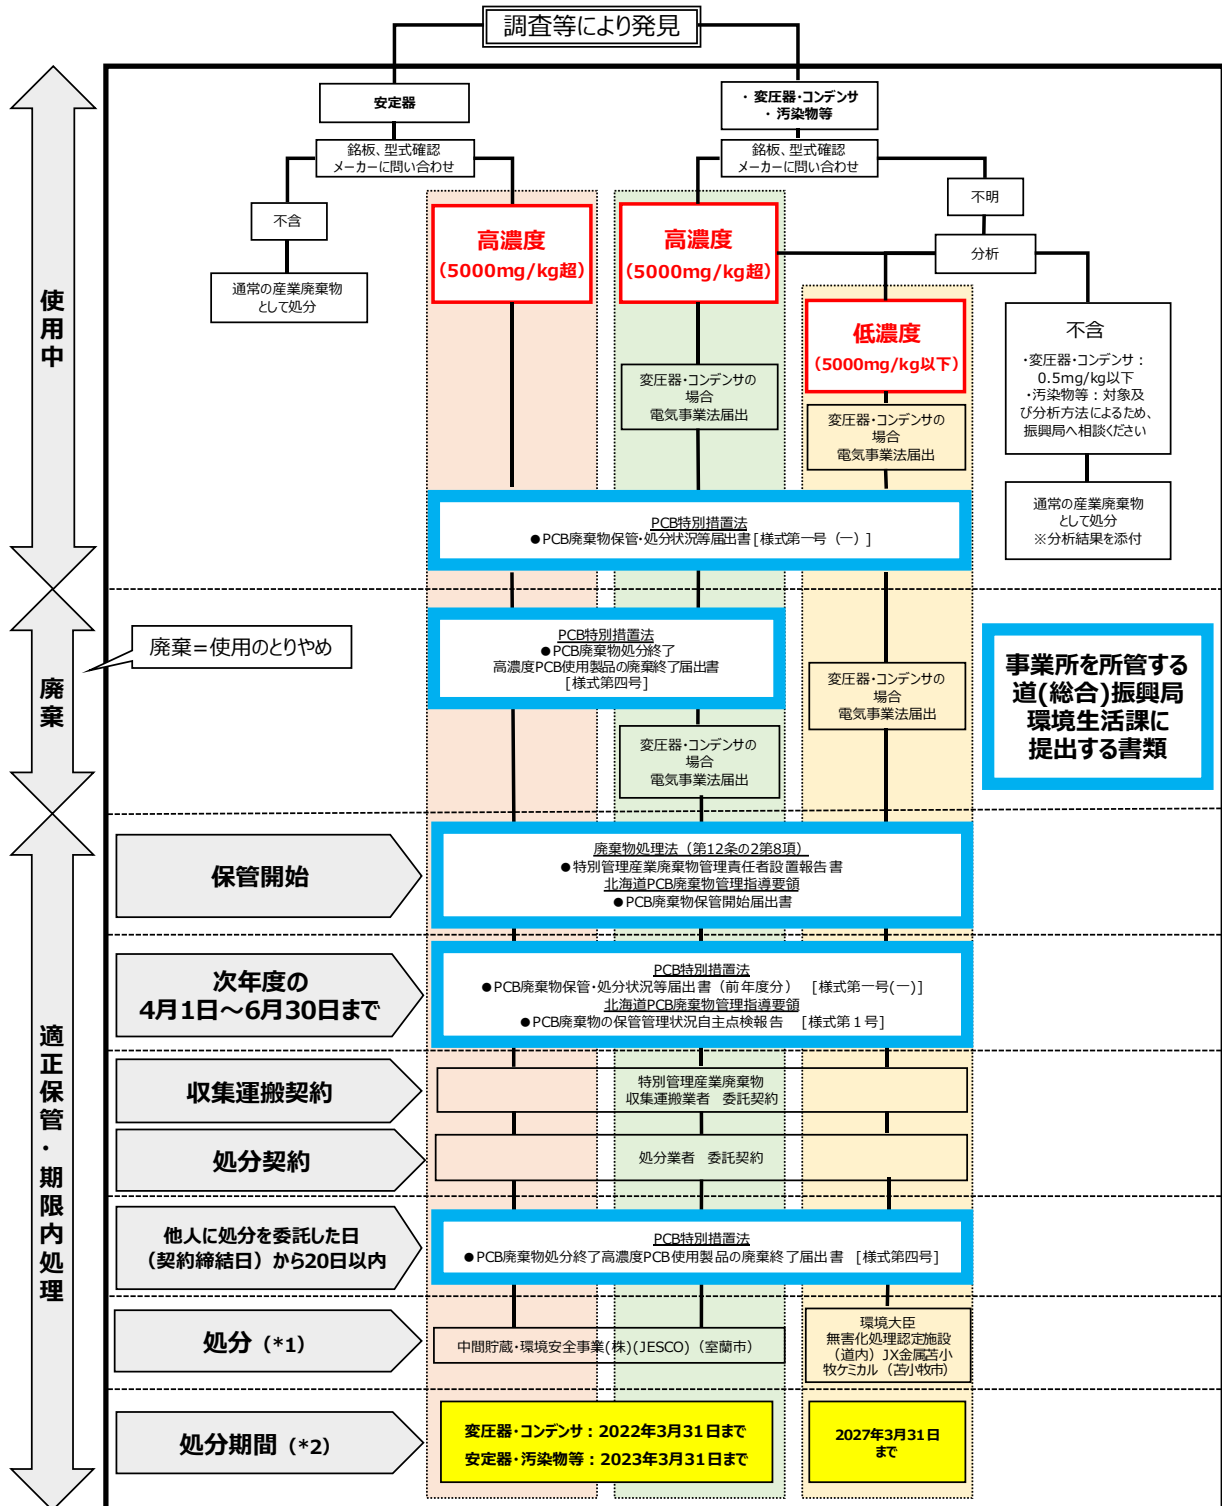 調査等により発見
安定器
・ 変圧器・コンデンサ
・ 汚染物等
銘板、型式確認
メーカーに問い合わせ
銘板、型式確認
メーカーに問い合わせ
不含
高濃度
（5000mg/kg超）
高濃度
（5000mg/kg超）
不明
分析
通常の産業廃棄物
として処分
使用中
低濃度
（5000mg/kg以下）
不含
・変圧器・コンデンサ：
0.5mg/kg以下
・汚染物等：対象及
び分析方法によるため、
振興局へ相談ください
変圧器・コンデンサの
場合
電気事業法届出
変圧器・コンデンサの
場合
電気事業法届出
通常の産業廃棄物
として処分
※分析結果を添付
PCB特別措置法
●PCB廃棄物保管・処分状況等届出書 [様式第一号（一）]
廃棄
廃棄＝使用のとりやめ
PCB特別措置法
●PCB廃棄物処分終了
高濃度PCB使用製品の廃棄終了届出書
[様式第四号]
変圧器・コンデンサの
場合
電気事業法届出
変圧器・コンデンサの
場合
電気事業法届出
事業所を所管する
道(総合)振興局
環境生活課に
提出する書類
適正保管・期限内処理
保管開始
廃棄物処理法（第12条の2第8項）
●特別管理産業廃棄物管理責任者設置報告書
北海道PCB廃棄物管理指導要領
●PCB廃棄物保管開始届出書
次年度の
4月1日～6月30日まで
PCB特別措置法
●PCB廃棄物保管・処分状況等届出書（前年度分） [様式第一号(一)]
北海道PCB廃棄物管理指導要領
●PCB廃棄物の保管管理状況自主点検報告 [様式第１号]
収集運搬契約
特別管理産業廃棄物
収集運搬業者 委託契約
処分契約
処分業者 委託契約
他人に処分を委託した日
（契約締結日）から20日以内
PCB特別措置法
●PCB廃棄物処分終了高濃度PCB使用製品の廃棄終了届出書 [様式第四号]
処分（*1）
中間貯蔵・環境安全事業(株)(JESCO)（室蘭市）
環境大臣
無害化処理認定施設
（道内）JX金属苫小
牧ケミカル（苫小牧市）
処分期間（*2）
変圧器・コンデンサ：2022年3月31日まで
安定器・汚染物等：2023年3月31日まで
2027年3月31日
まで